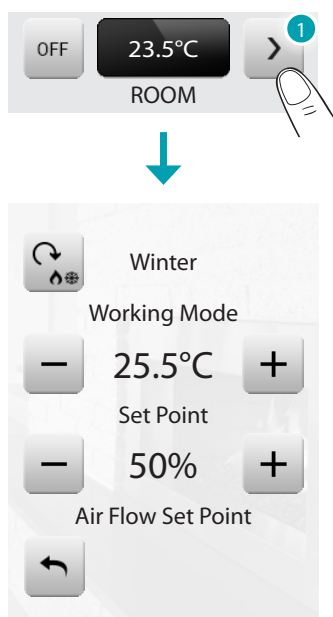 1
OFF 23.5°C >
ROOM
Winter
Working Mode
− 25.5°C +
Set Point
− 50% +
Air Flow Set Point